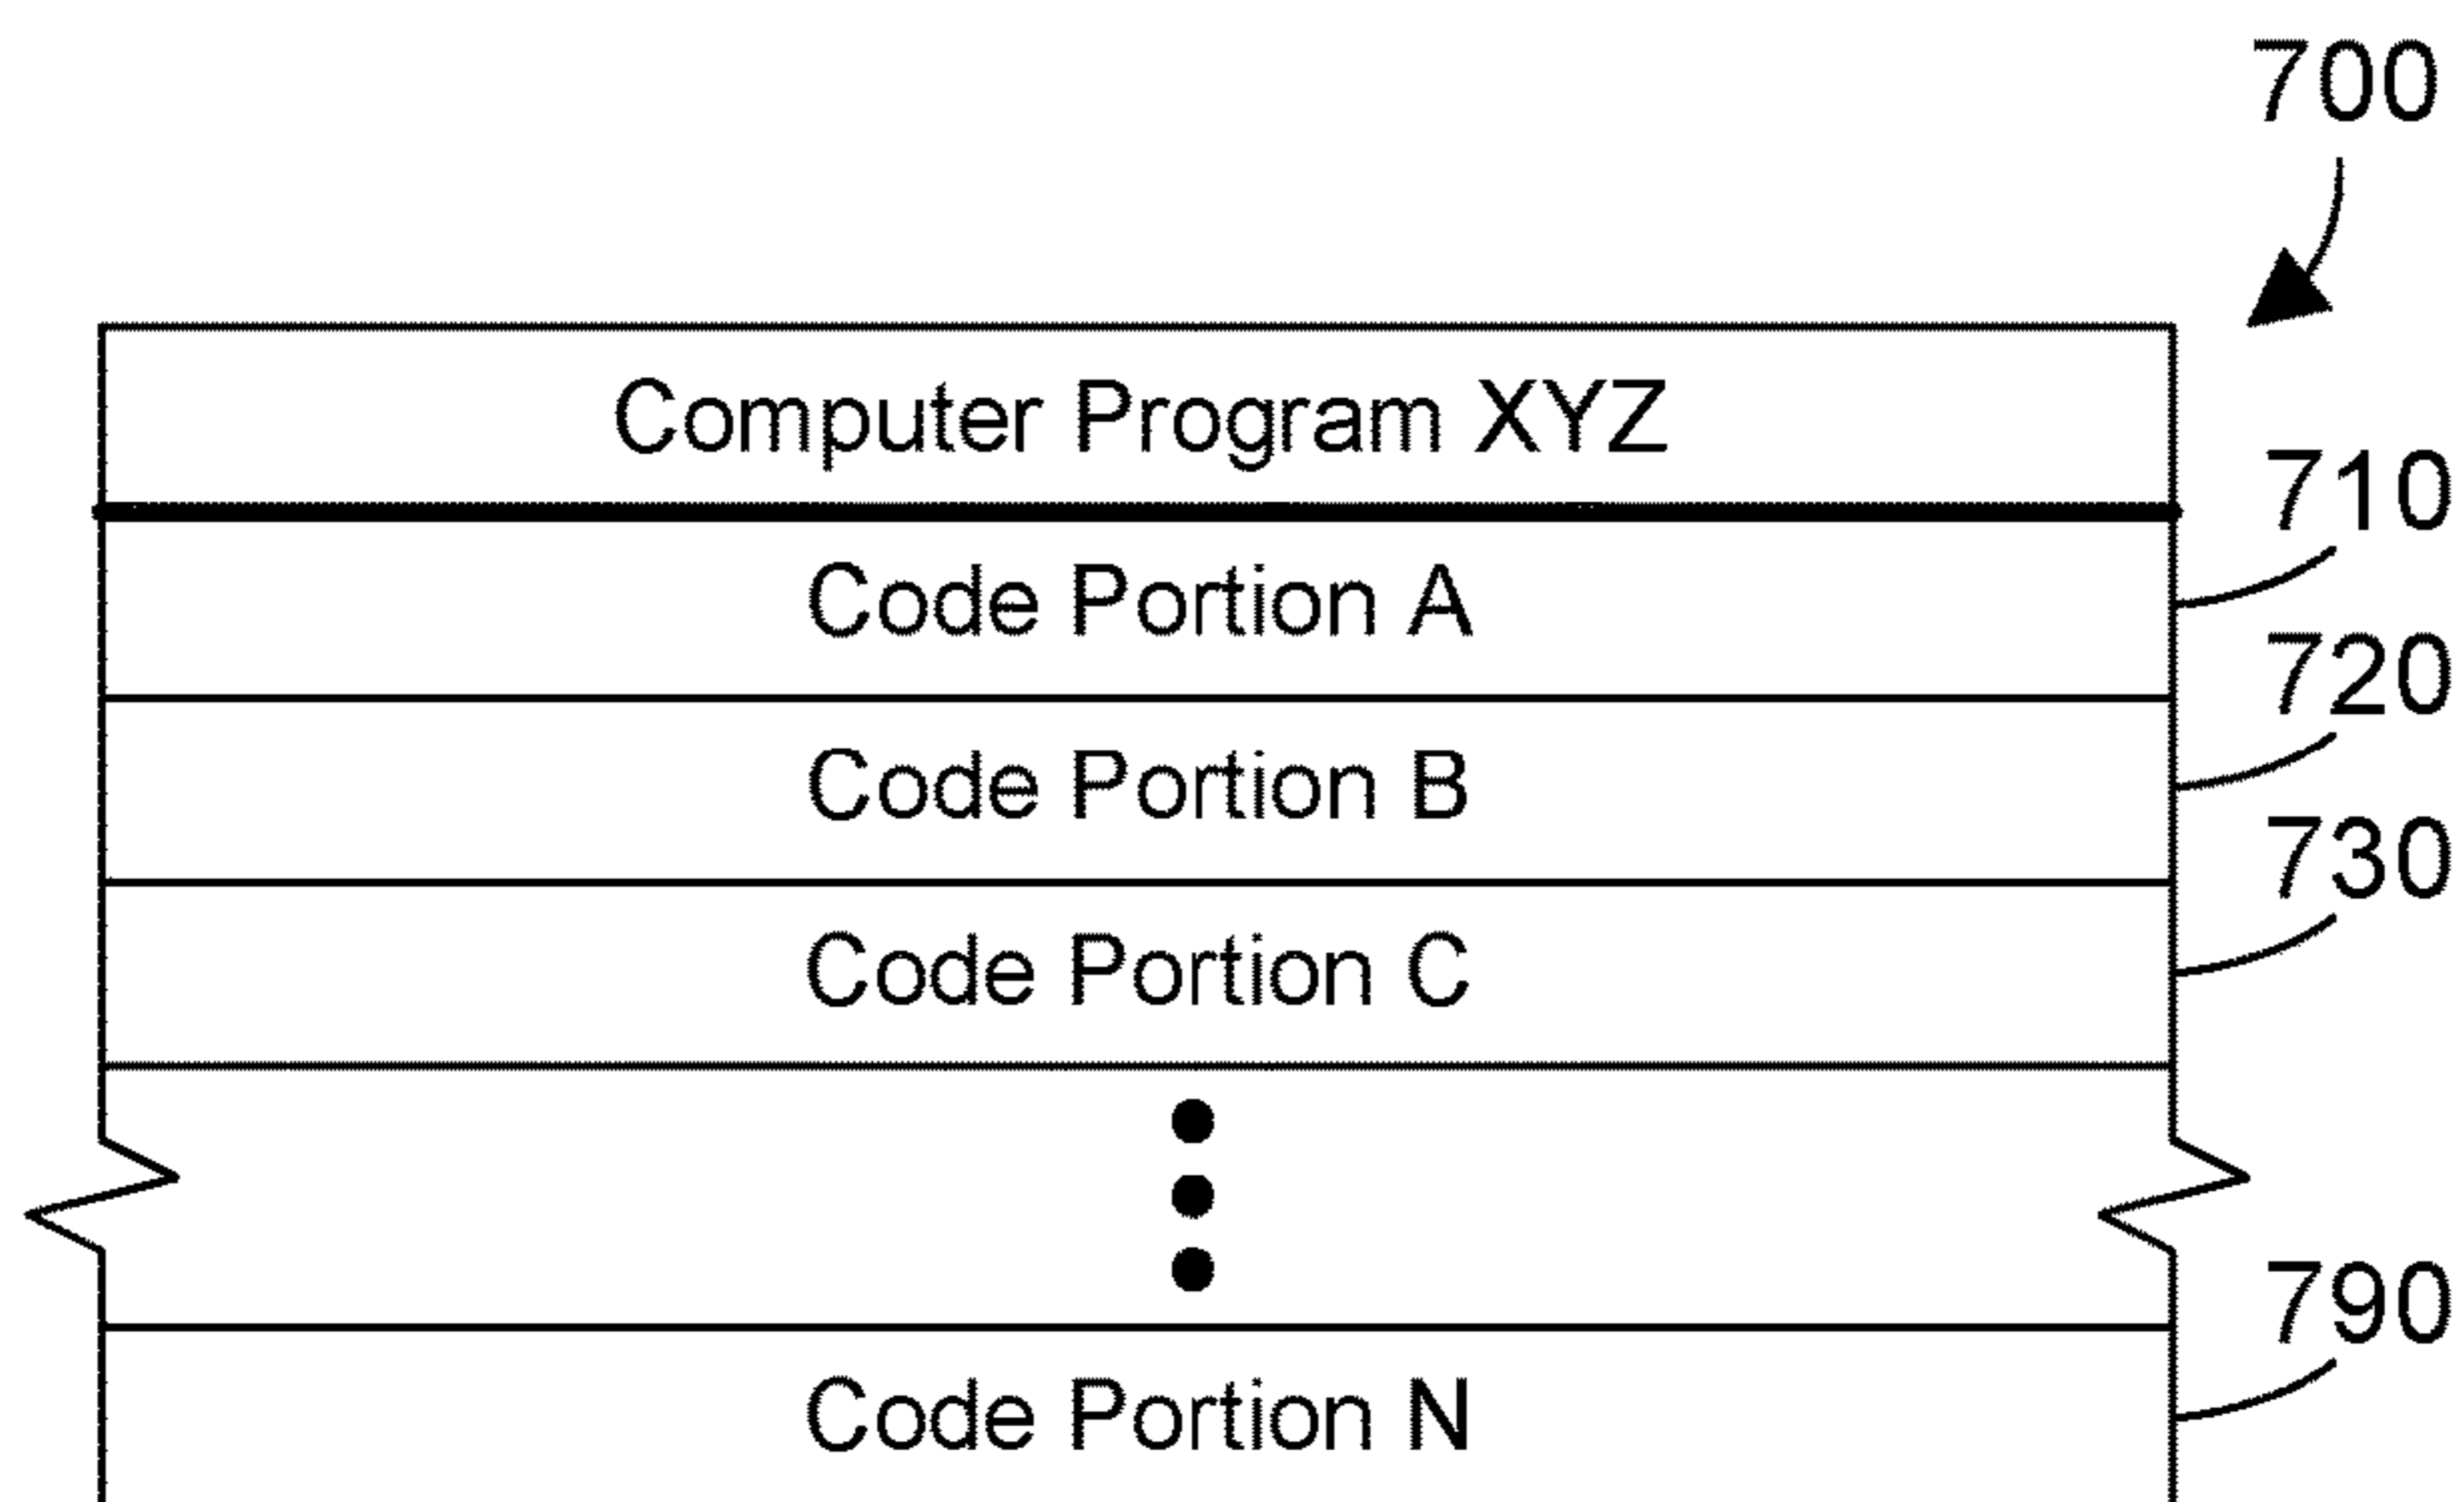 700
Computer Program XYZ
710
Code Portion A
720
Code Portion B
730
Code Portion C
790
Code Portion N